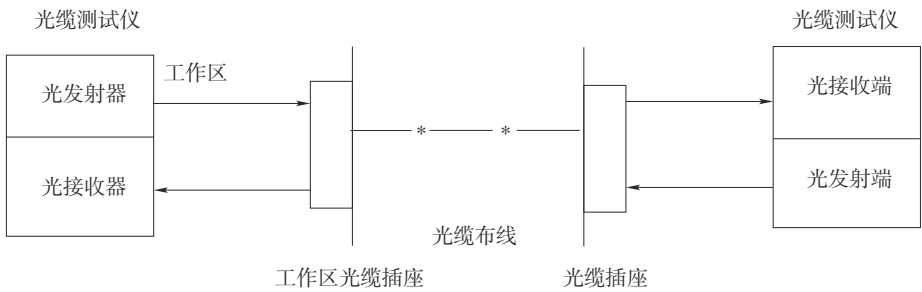 光缆测试仪
光缆测试仪
工作区
光发射器
光接收端
光接收器
光发射端
光缆布线
工作区光缆插座
光缆插座